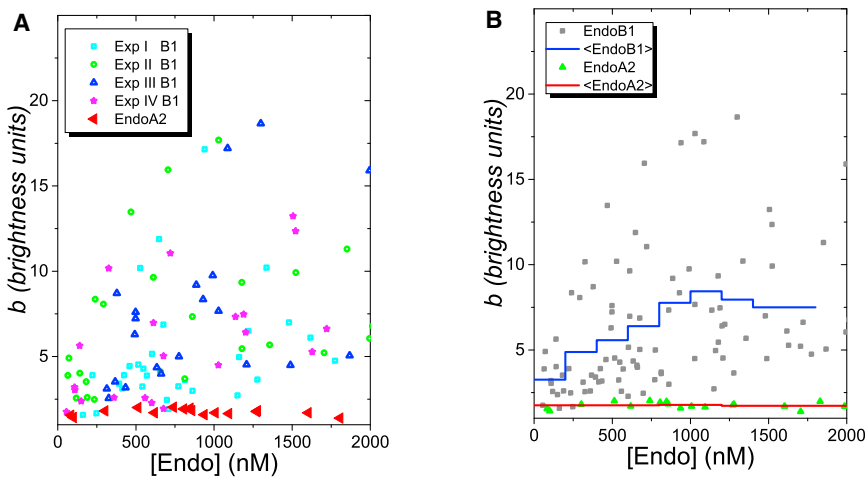 A
Exp I B1
Exp II B1
Exp III B1
Exp IV B1
EndoA2
b (brightness units)
20
15
10
5
0
500
1000
1500
2000
[Endo] (nM)
B
EndoB1
<EndoB1>
EndoA2
<EndoA2>
b (brightness units)
20
15
10
5
0
500
1000
1500
2000
[Endo] (nM)